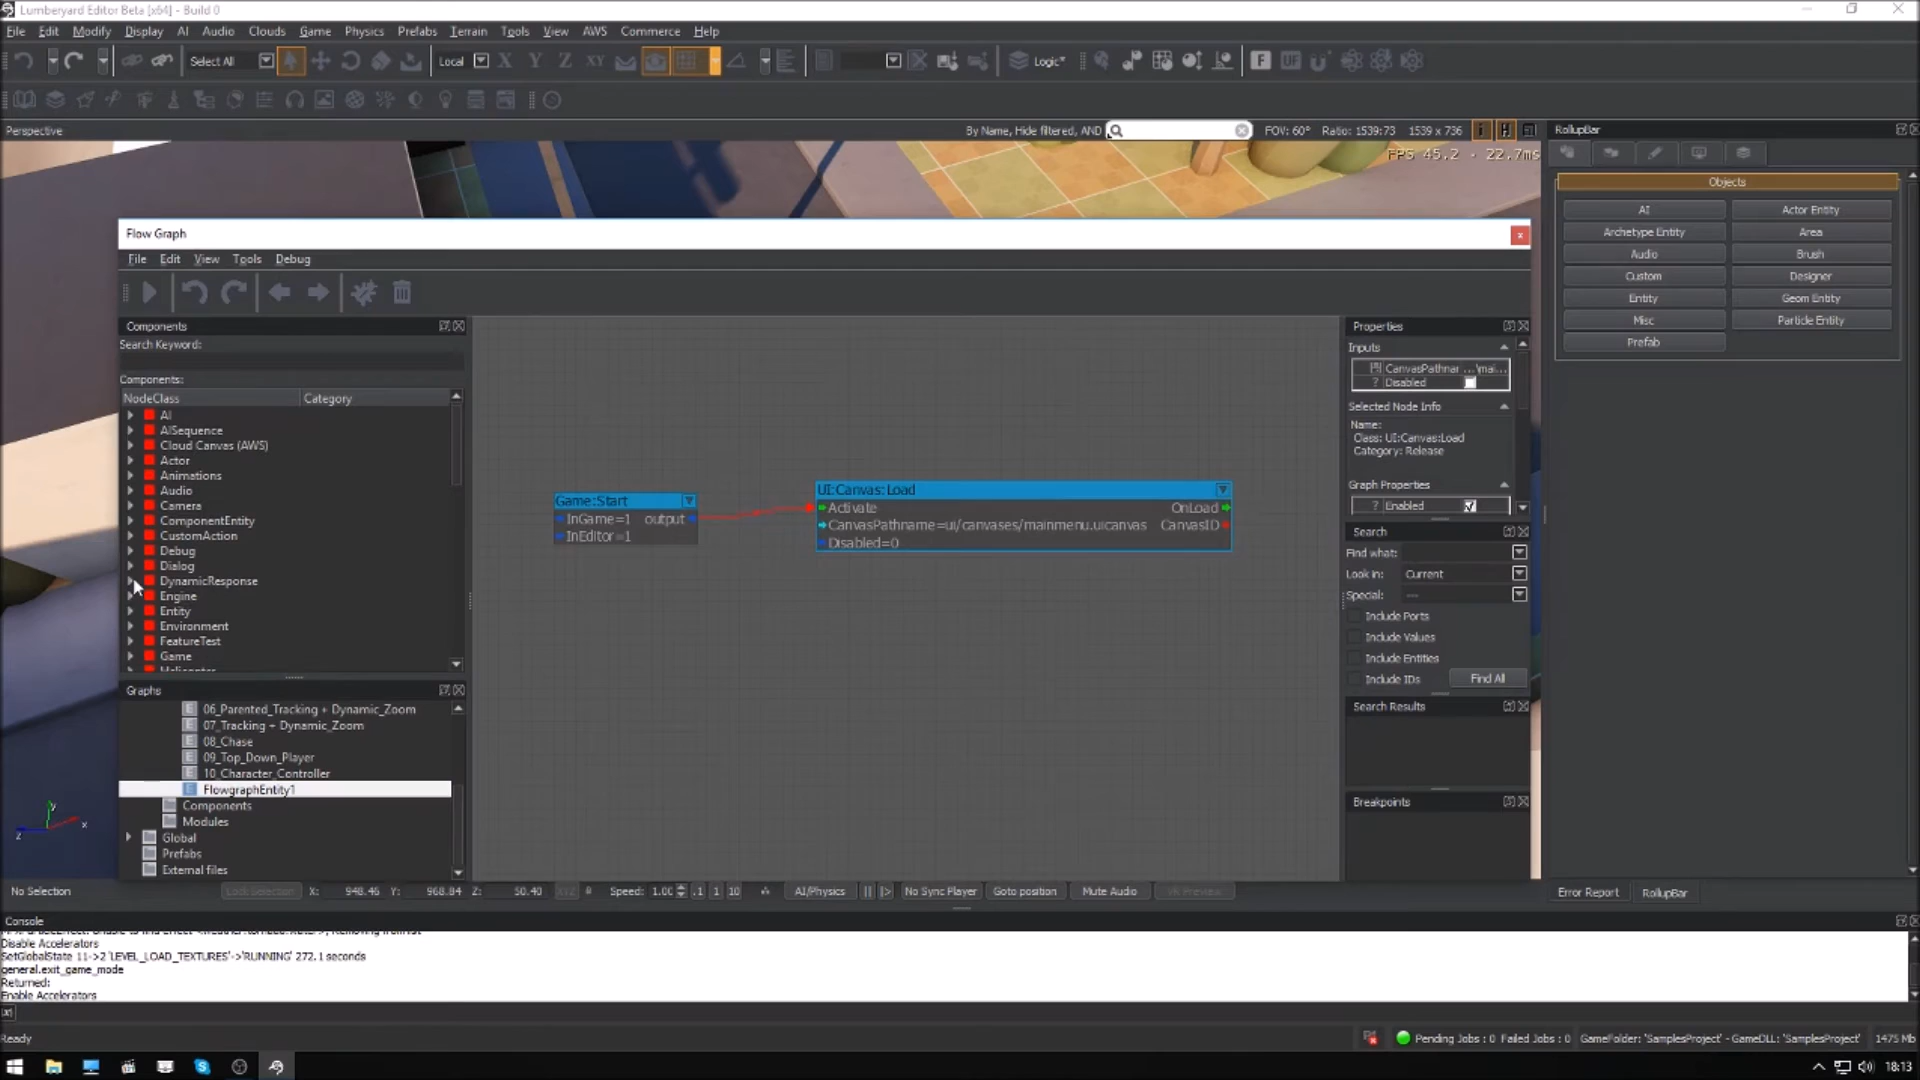 Lumberyard Editor Beta [x64] - Build 0
File Edit Modify Display AI Audio Clouds Game Physics Prefabs Terrain Tools View AWS Commerce Help
Select All Local X Y Z XY Logic* F UF
Perspective By Name, Hide filtered, AND FOV: 60° Ratio: 1539:73 1539 x 736 RollupBar
FPS 45.2 - 22.7ms
Objects
AI Actor Entity
Archetype Entity Area
Audio Brush
Custom Designer
Entity Geom Entity
Misc Particle Entity
Prefab
Flow Graph
File Edit View Tools Debug
Components
Search Keyword:
Components:
NodeClass Category
AI
AISequence
Cloud Canvas (AWS)
Actor
Animations
Audio
Camera
ComponentEntity
CustomAction
Debug
Dialog
DynamicResponse
Engine
Entity
Environment
FeatureTest
Game
Graphs
06_Parented_Tracking + Dynamic_Zoom
07_Tracking + Dynamic_Zoom
08_Chase
09_Top_Down_Player
10_Character_Controller
FlowgraphEntity1
Components
Modules
Global
Prefabs
External files
Game:Start
InGame=1 output
InEditor=1
UI:Canvas:Load
Activate OnLoad
CanvasPathname=ui/canvases/mainmenu.uicanvas CanvasID
Disabled=0
Properties
Inputs
CanvasPathnar ...\mai...
? Disabled
Selected Node Info
Name:
Class: UI:Canvas:Load
Category: Release
Graph Properties
? Enabled
Search
Find what:
Look in: Current
Special: ---
Include Ports
Include Values
Include Entities
Include IDs Find All
Search Results
Breakpoints
No Selection Lock Selection X: 948.46 Y: 968.84 Z: 50.40 XYZ Speed: 1.00 .1 1 10 AI/Physics No Sync Player Goto position Mute Audio VR Preview Error Report RollupBar
Console
Disable Accelerators
SetGlobalState 11->2 'LEVEL_LOAD_TEXTURES'->'RUNNING' 272.1 seconds
general.exit_game_mode
Returned:
Enable Accelerators
Ready Pending Jobs : 0 Failed Jobs : 0 GameFolder: 'SamplesProject' - GameDLL: 'SamplesProject' 1475 Mb
18:13